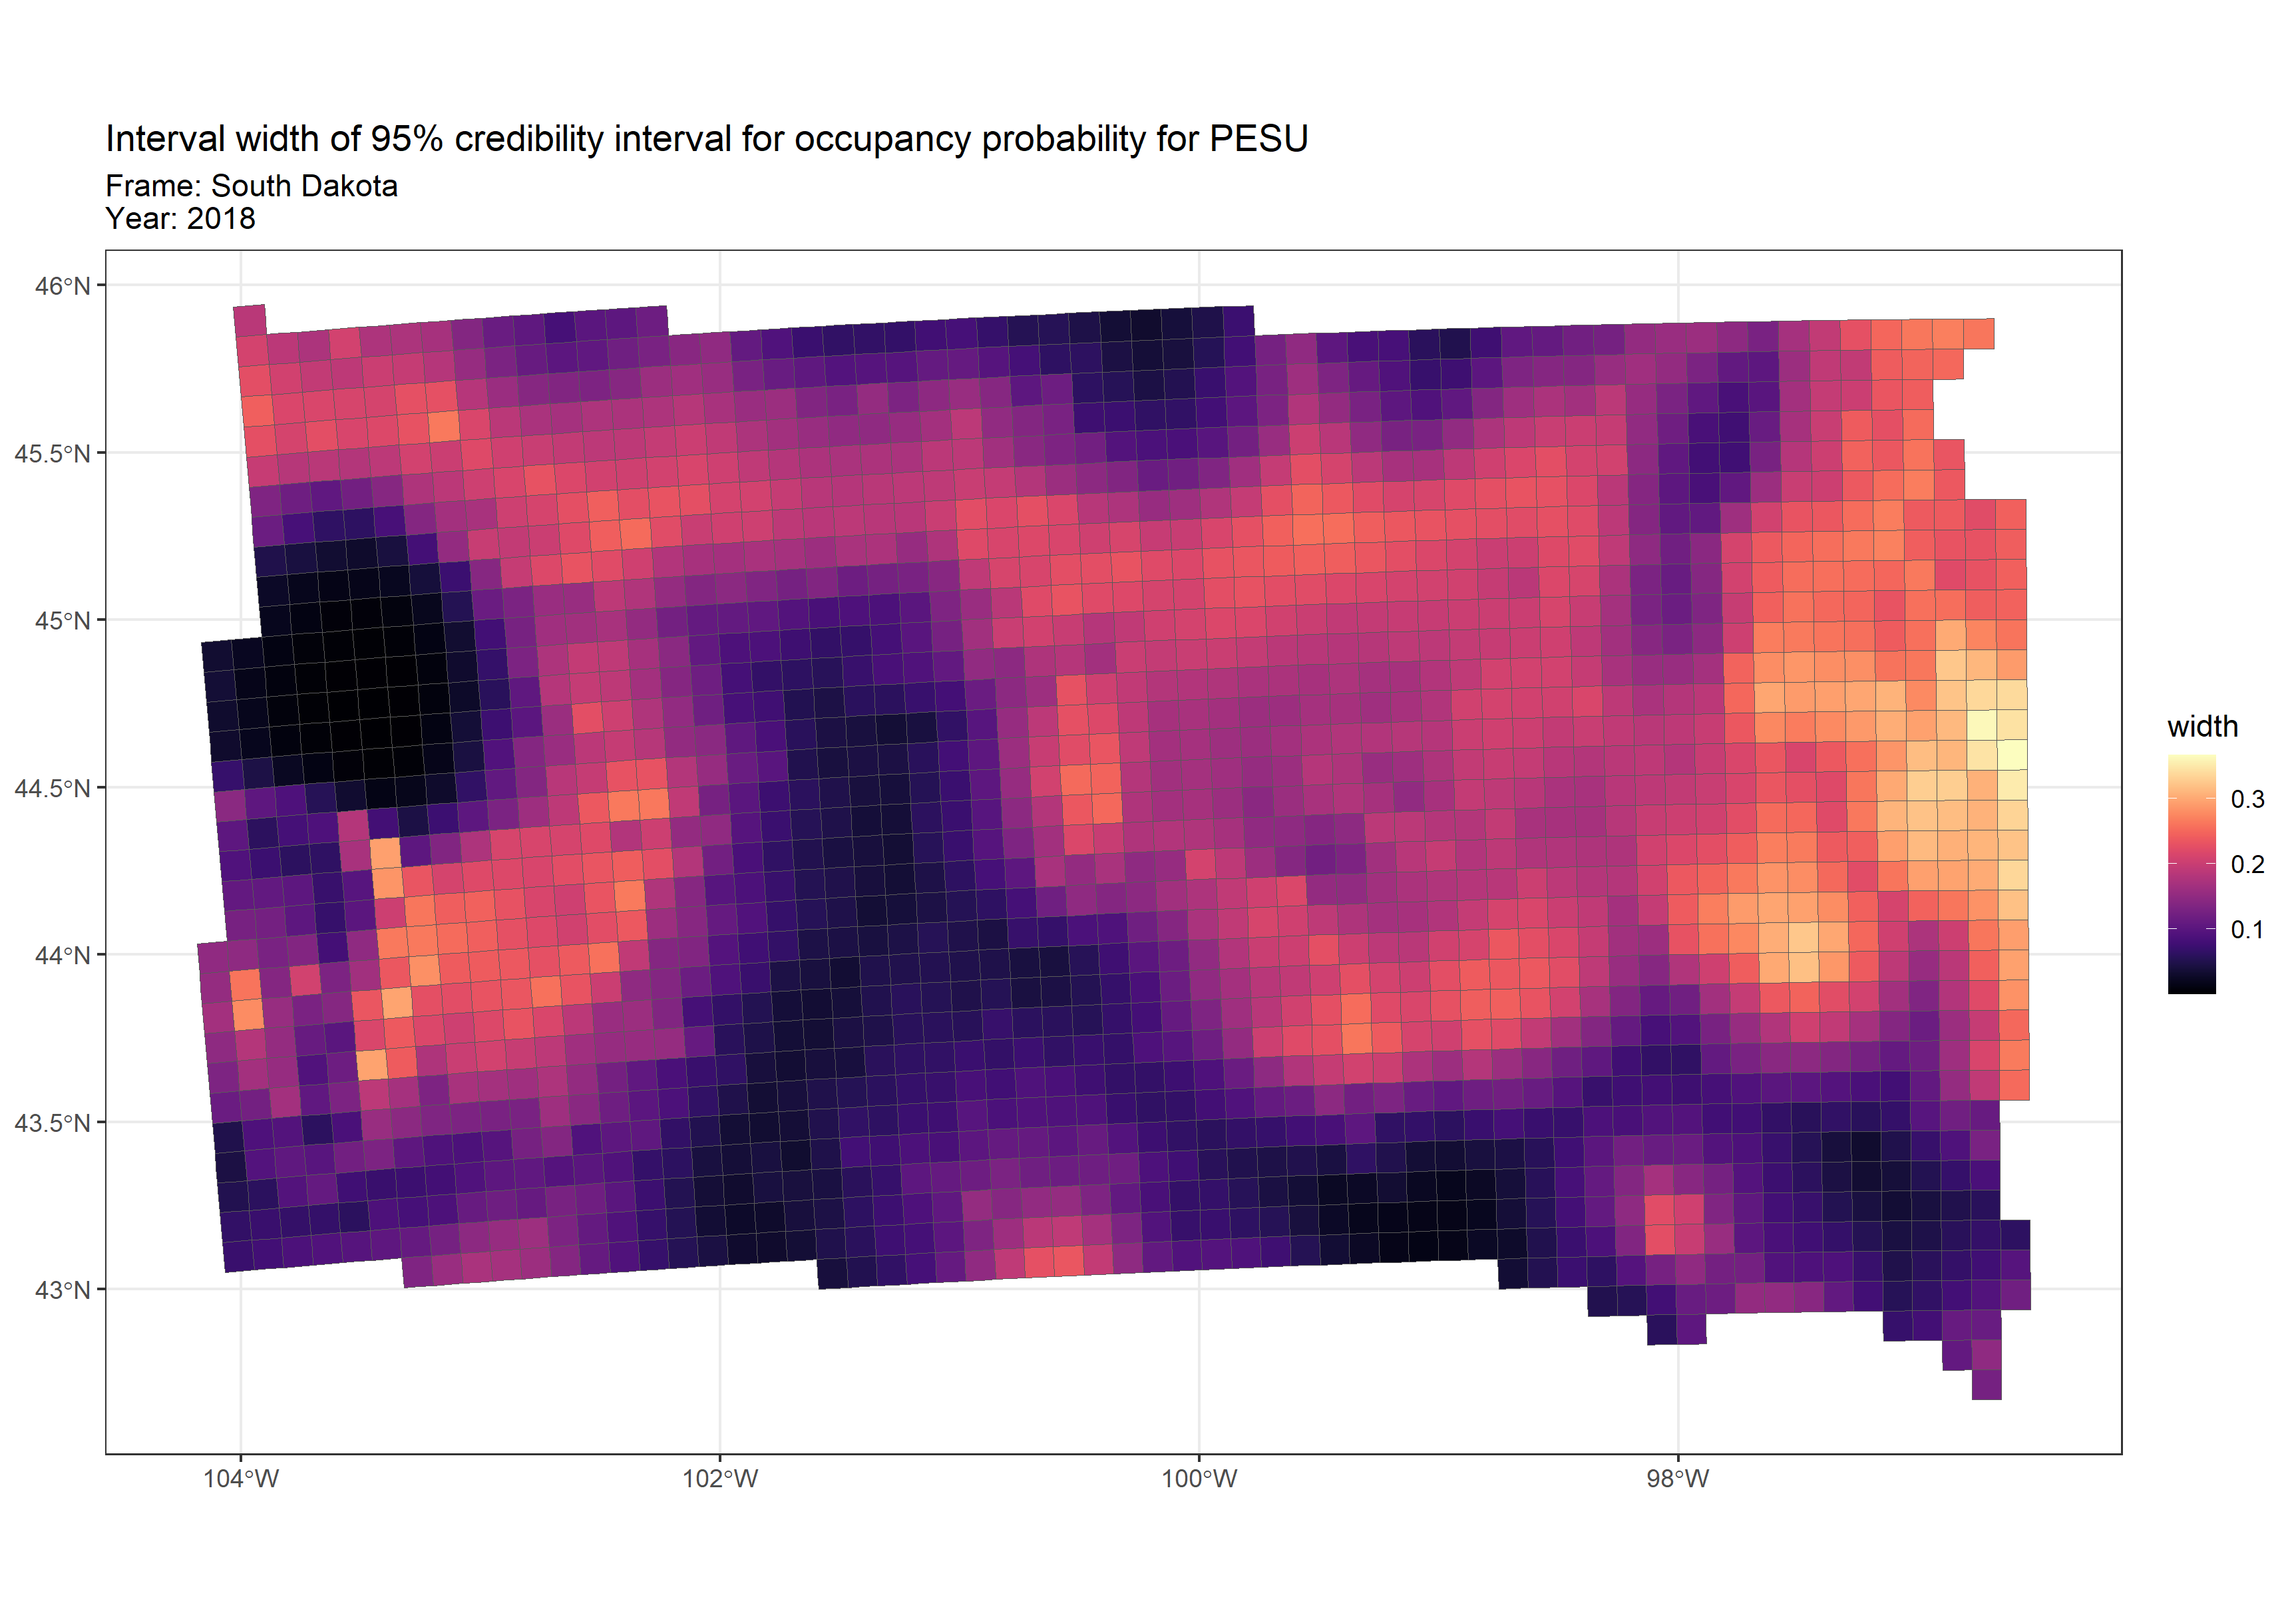 Interval width of 95% credibility interval for occupancy probability for PESU
Frame: South Dakota
Year: 2018
46°N
45.5°N
45°N
44.5°N
44°N
43.5°N
43°N
104°W
102°W
100°W
98°W
width
0.3
0.2
0.1